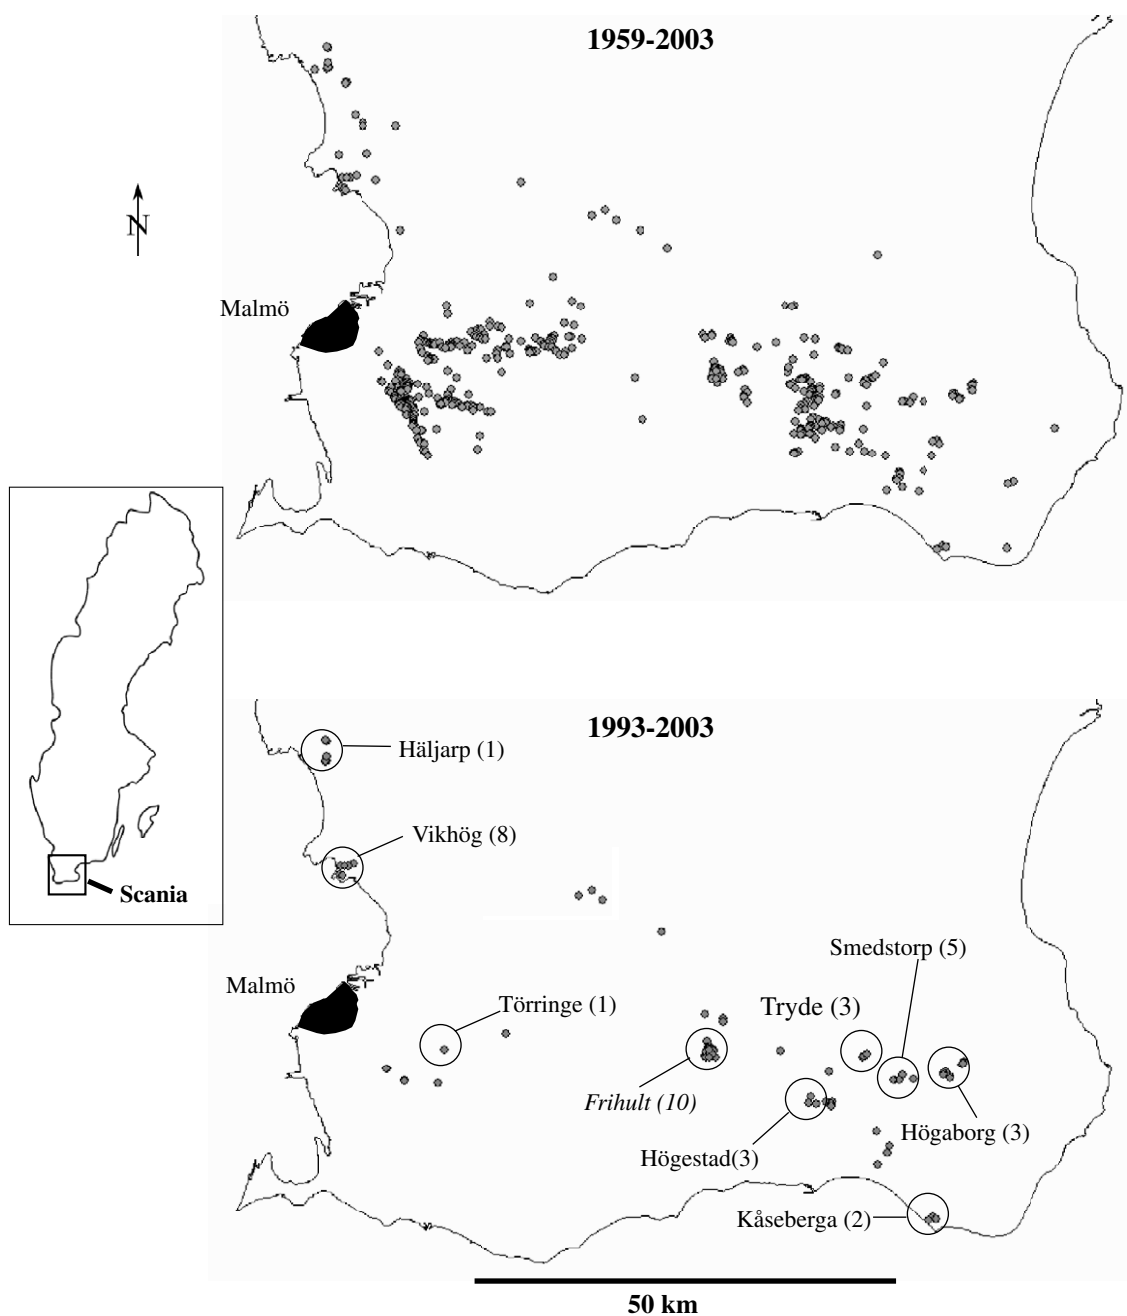 1959-2003
N
Malmö
Scania
1993-2003
Häljarp (1)
Vikhög (8)
Smedstorp (5)
Malmö
Törringe (1)
Tryde (3)
Frihult (10)
Högaborg (3)
Högestad(3)
Kåseberga (2)
50 km